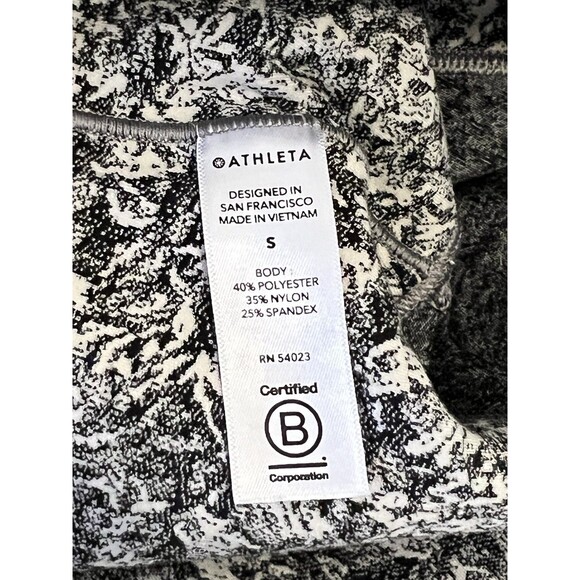 ATHLETA
DESIGNED IN
SAN FRANCISCO
MADE IN VIETNAM
S
BODY :
40% POLYESTER
35% NYLON
25% SPANDEX
RN 54023
Certified
B
Corporation